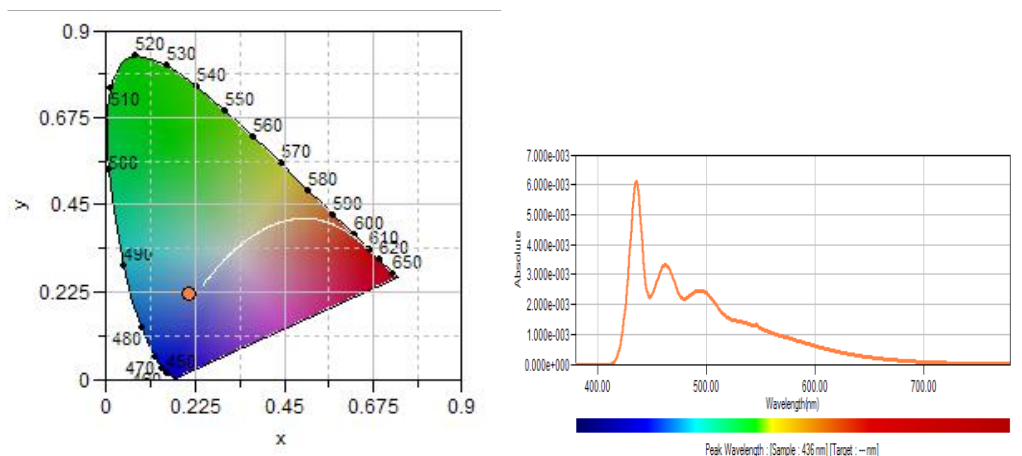 0.9
520
530
540
510
550
0.675
560
570
500
580
y
0.45
590
600
610
620
490
650
0.225
480
470
450
0
0
0.225
0.45
0.675
0.9
x
7.000e-003
6.000e-003
5.000e-003
Absolute
4.000e-003
3.000e-003
2.000e-003
1.000e-003
0.000e+000
400.00
500.00
600.00
700.00
Wavelength(nm)
Peak Wavelength : [Sample : 436 nm] [Target : -- nm]